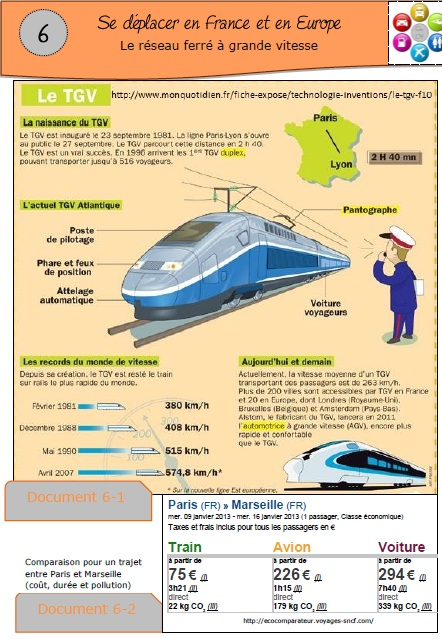 6
Se déplacer en France et en Europe
Le réseau ferré à grande vitesse
Le TGV
http://www.monquotidien.fr/fiche-expose/technologie-inventions/le-tgv-f10
La naissance du TGV
Le TGV est inauguré le 23 septembre 1981. La ligne Paris-Lyon s'ouvre
au public le 27 septembre. Le TGV parcourt cette distance en 2 h 40.
Le TGV est un vrai succès. En 1996 arrivent les 1ers TGV duplex,
pouvant transporter jusqu'à 516 voyageurs.
Paris
Lyon
2 H 40 mn
L'actuel TGV Atlantique
Pantographe
Poste
de pilotage
Phare et feux
de position
Attelage
automatique
Voiture
voyageurs
Les records du monde de vitesse
Depuis sa création, le TGV est resté le train
sur rails le plus rapide du monde.
Février 1981
380 km/h
Décembre 1988
408 km/h
Mai 1990
515 km/h
Avril 2007
574,8 km/h*
100
200
300
* Sur la nouvelle ligne Est européenne.
Aujourd'hui et demain
Actuellement, la vitesse moyenne d'un TGV
transportant des passagers est de 263 km/h.
Plus de 200 villes sont accessibles par TGV en France
et 20 en Europe, dont Londres (Royaume-Uni),
Bruxelles (Belgique) et Amsterdam (Pays-Bas).
Alstom, le fabricant du TGV, lancera en 2011
l'automotrice à grande vitesse (AGV), encore plus
rapide et confortable
que le TGV.
Document 6-1
Comparaison pour un trajet
entre Paris et Marseille
(coût, durée et pollution)
Document 6-2
Paris (FR) » Marseille (FR)
mer. 09 janvier 2013 - mer. 16 janvier 2013 (1 passager, Classe économique)
Taxes et frais inclus pour tous les passagers en €
Train Avion Voiture
à partir de à partir de à partir de
75 € [i] 226 € [i] 294 € [i]
3h21 [i] 1h15 [i] 7h40 [i]
direct direct direct
22 kg CO2 [i] 179 kg CO2 [i] 339 kg CO2 [i]
http://ecocomparateur.voyages-sncf.com/